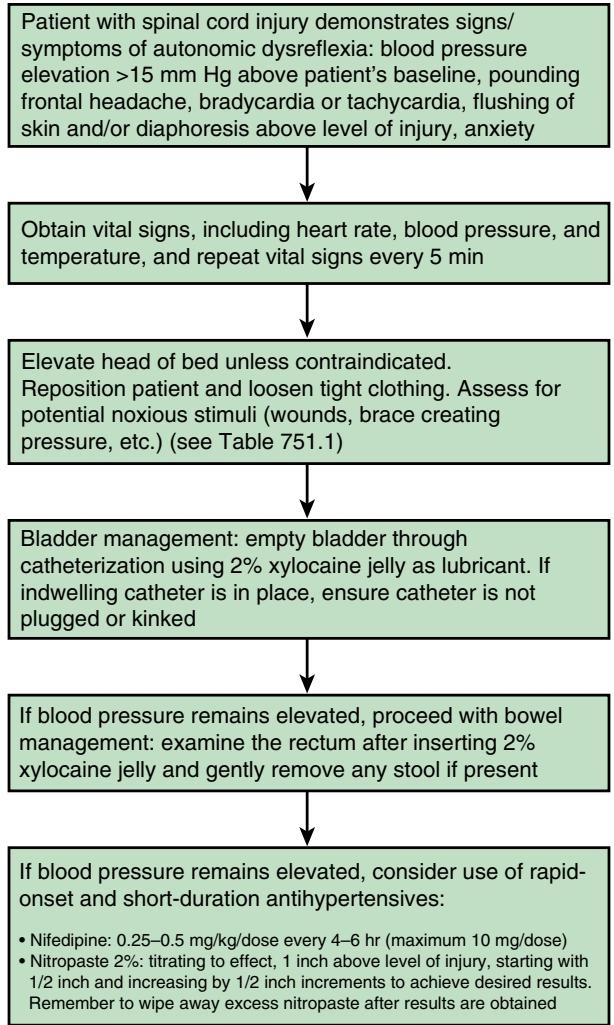 Patient with spinal cord injury demonstrates signs/
symptoms of autonomic dysreflexia: blood pressure
elevation >15 mm Hg above patient's baseline, pounding
frontal headache, bradycardia or tachycardia, flushing of
skin and/or diaphoresis above level of injury, anxiety
Obtain vital signs, including heart rate, blood pressure, and
temperature, and repeat vital signs every 5 min
Elevate head of bed unless contraindicated.
Reposition patient and loosen tight clothing. Assess for
potential noxious stimuli (wounds, brace creating
pressure, etc.) (see Table 751.1)
Bladder management: empty bladder through
catheterization using 2% xylocaine jelly as lubricant. If
indwelling catheter is in place, ensure catheter is not
plugged or kinked
If blood pressure remains elevated, proceed with bowel
management: examine the rectum after inserting 2%
xylocaine jelly and gently remove any stool if present
If blood pressure remains elevated, consider use of rapid-
onset and short-duration antihypertensives:
• Nifedipine: 0.25–0.5 mg/kg/dose every 4–6 hr (maximum 10 mg/dose)
• Nitropaste 2%: titrating to effect, 1 inch above level of injury, starting with
1/2 inch and increasing by 1/2 inch increments to achieve desired results.
Remember to wipe away excess nitropaste after results are obtained